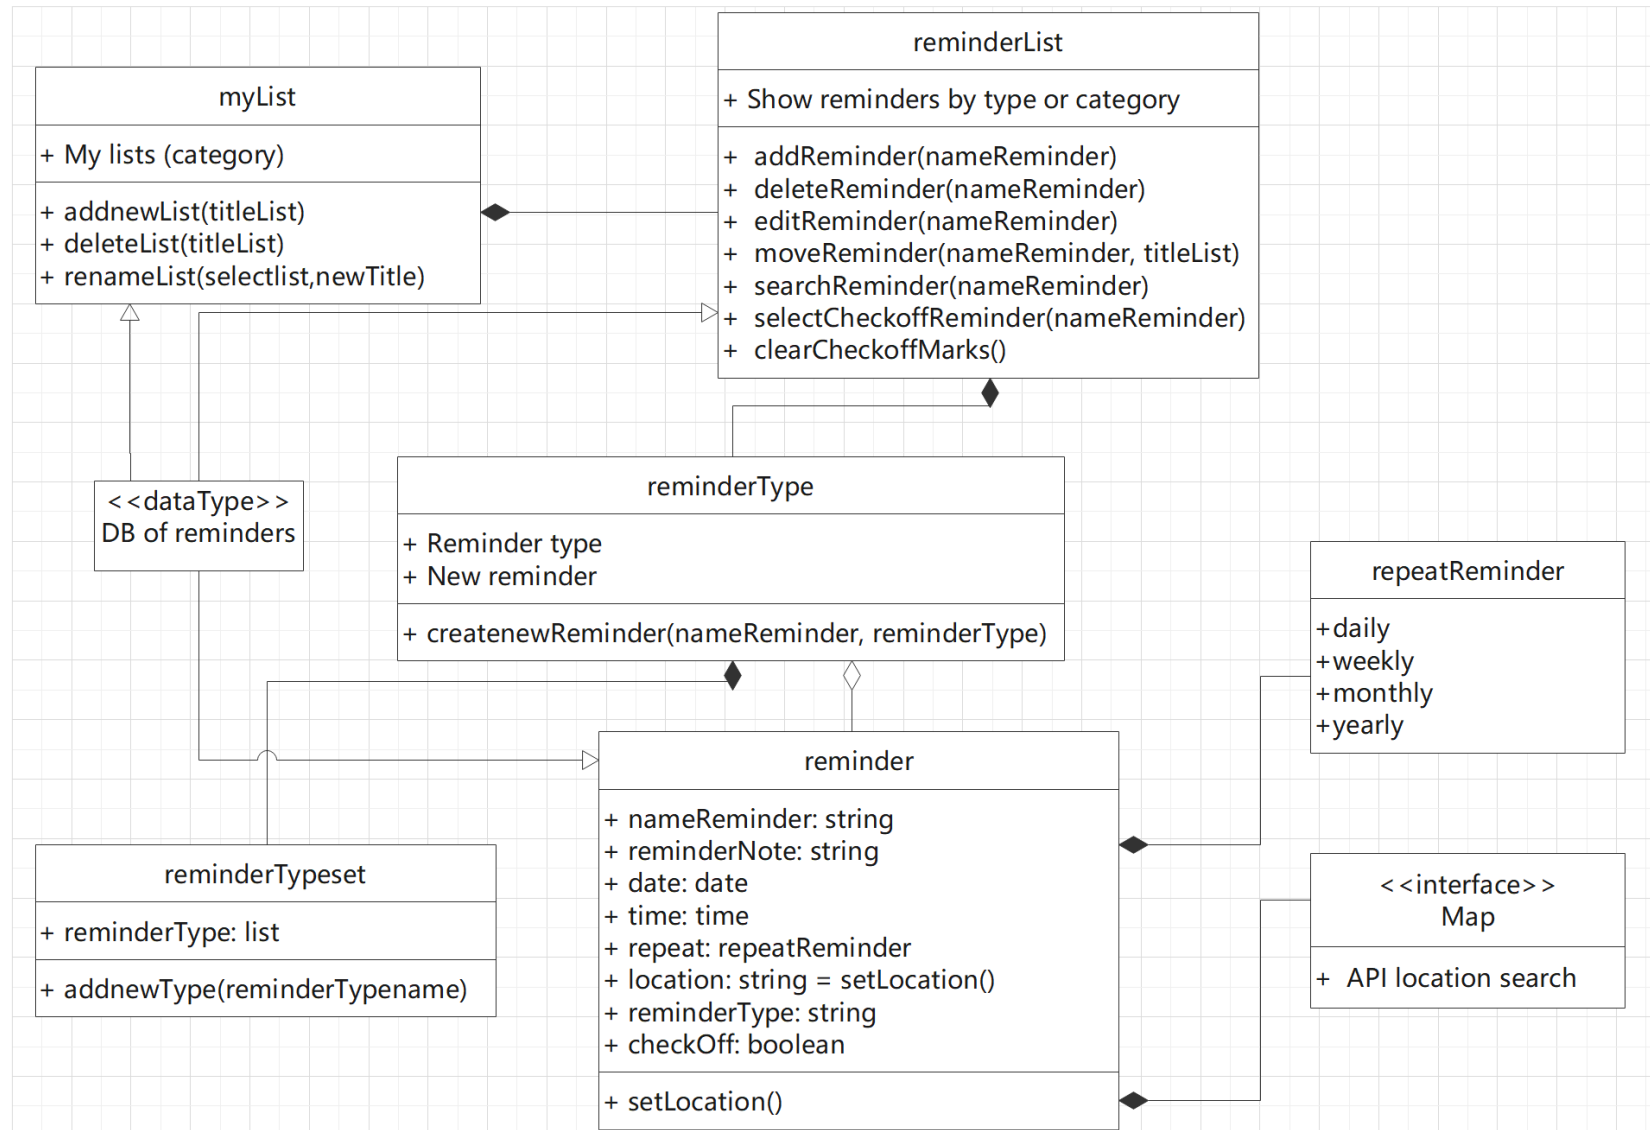 reminderList
+ Show reminders by type or category
+ addReminder(nameReminder)
+ deleteReminder(nameReminder)
+ editReminder(nameReminder)
+ moveReminder(nameReminder, titleList)
+ searchReminder(nameReminder)
+ selectCheckoffReminder(nameReminder)
+ clearCheckoffMarks()
myList
+ My lists (category)
+ addnewList(titleList)
+ deleteList(titleList)
+ renameList(selectlist,newTitle)
<<dataType>>
DB of reminders
reminderType
+ Reminder type
+ New reminder
+ createnewReminder(nameReminder, reminderType)
repeatReminder
+daily
+weekly
+monthly
+yearly
reminder
+ nameReminder: string
+ reminderNote: string
+ date: date
+ time: time
+ repeat: repeatReminder
+ location: string = setLocation()
+ reminderType: string
+ checkOff: boolean
+ setLocation()
reminderTypeset
+ reminderType: list
+ addnewType(reminderTypename)
<<interface>>
Map
+ API location search